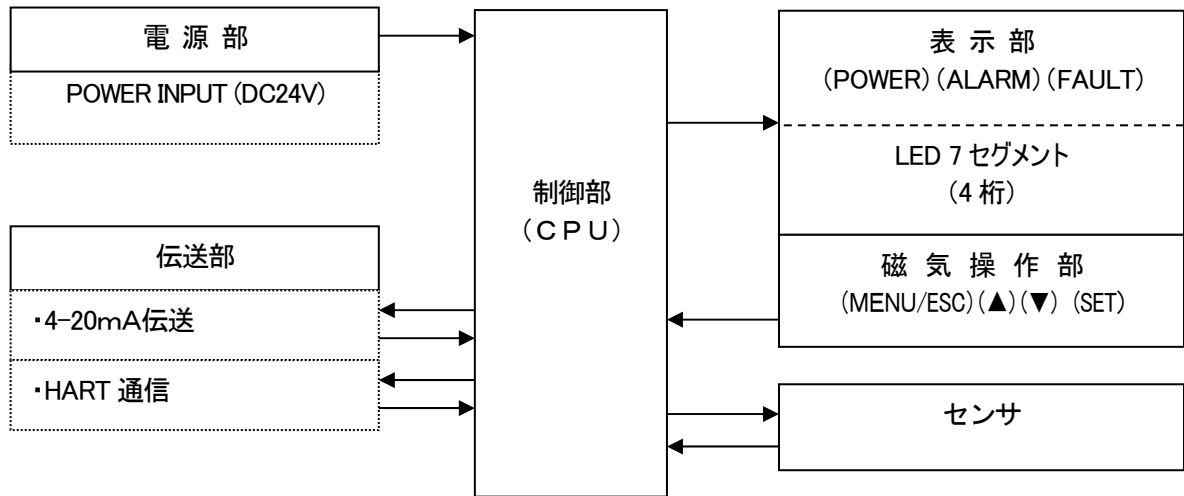 電 源 部
POWER INPUT (DC24V)
伝送部
・4-20mA伝送
・HART 通信
制御部
(CPU)
表 示 部
(POWER) (ALARM) (FAULT)
LED 7 セグメント
(4 桁)
磁 気 操 作 部
(MENU/ESC)(▲)(▼) (SET)
センサ